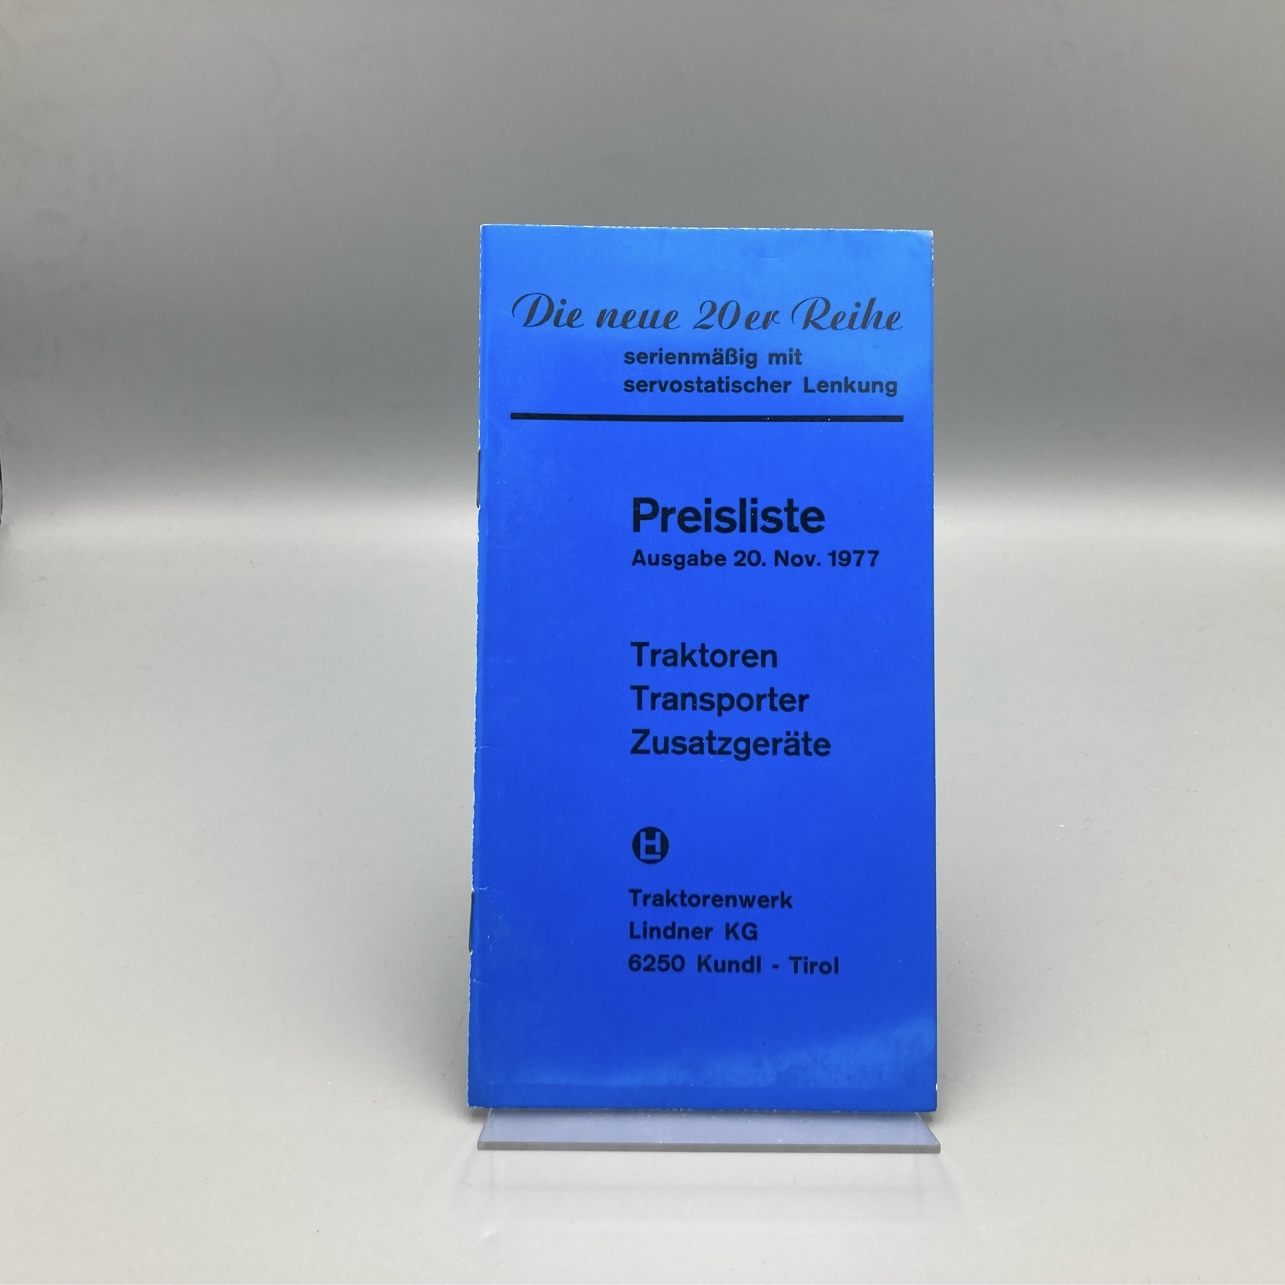 Die neue 20er Reihe
serienmäßig mit
servostatischer Lenkung
Preisliste
Ausgabe 20. Nov. 1977
Traktoren
Transporter
Zusatzgeräte
HL
Traktorenwerk
Lindner KG
6250 Kundl - Tirol